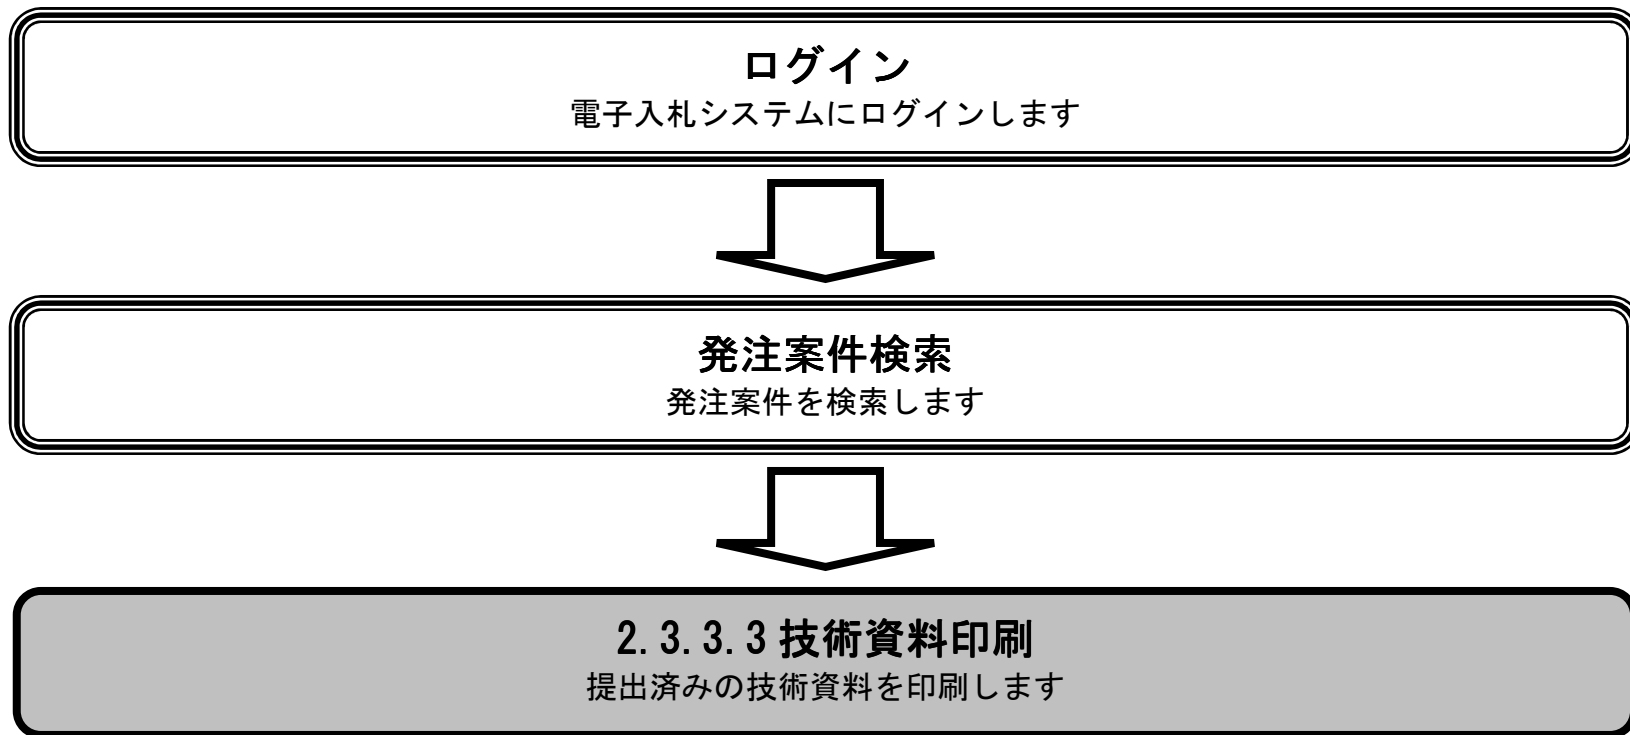 ログイン
電子入札システムにログインします
発注案件検索
発注案件を検索します
2.3.3.3 技術資料印刷
提出済みの技術資料を印刷します